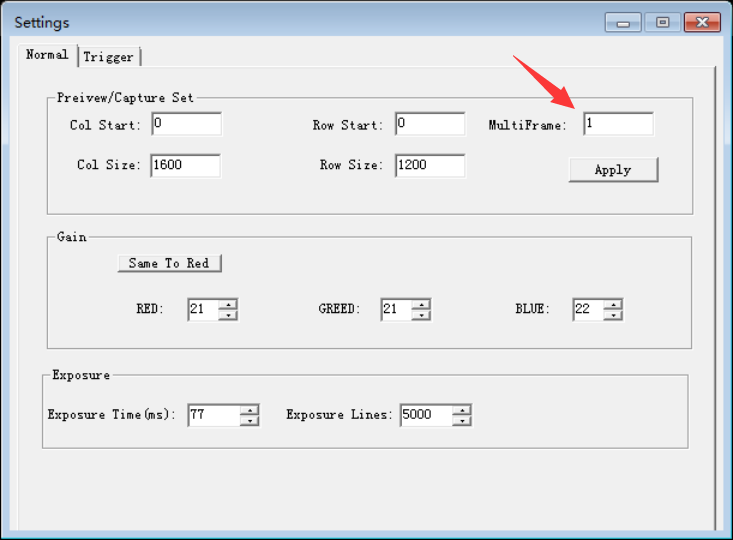 Settings
Normal Trigger
Preivew/Capture Set
Col Start: 0 Row Start: 0 MultiFrame: 1
Col Size: 1600 Row Size: 1200 Apply
Gain
Same To Red
RED: 21 GREED: 21 BLUE: 22
Exposure
Exposure Time(ms): 77 Exposure Lines: 5000